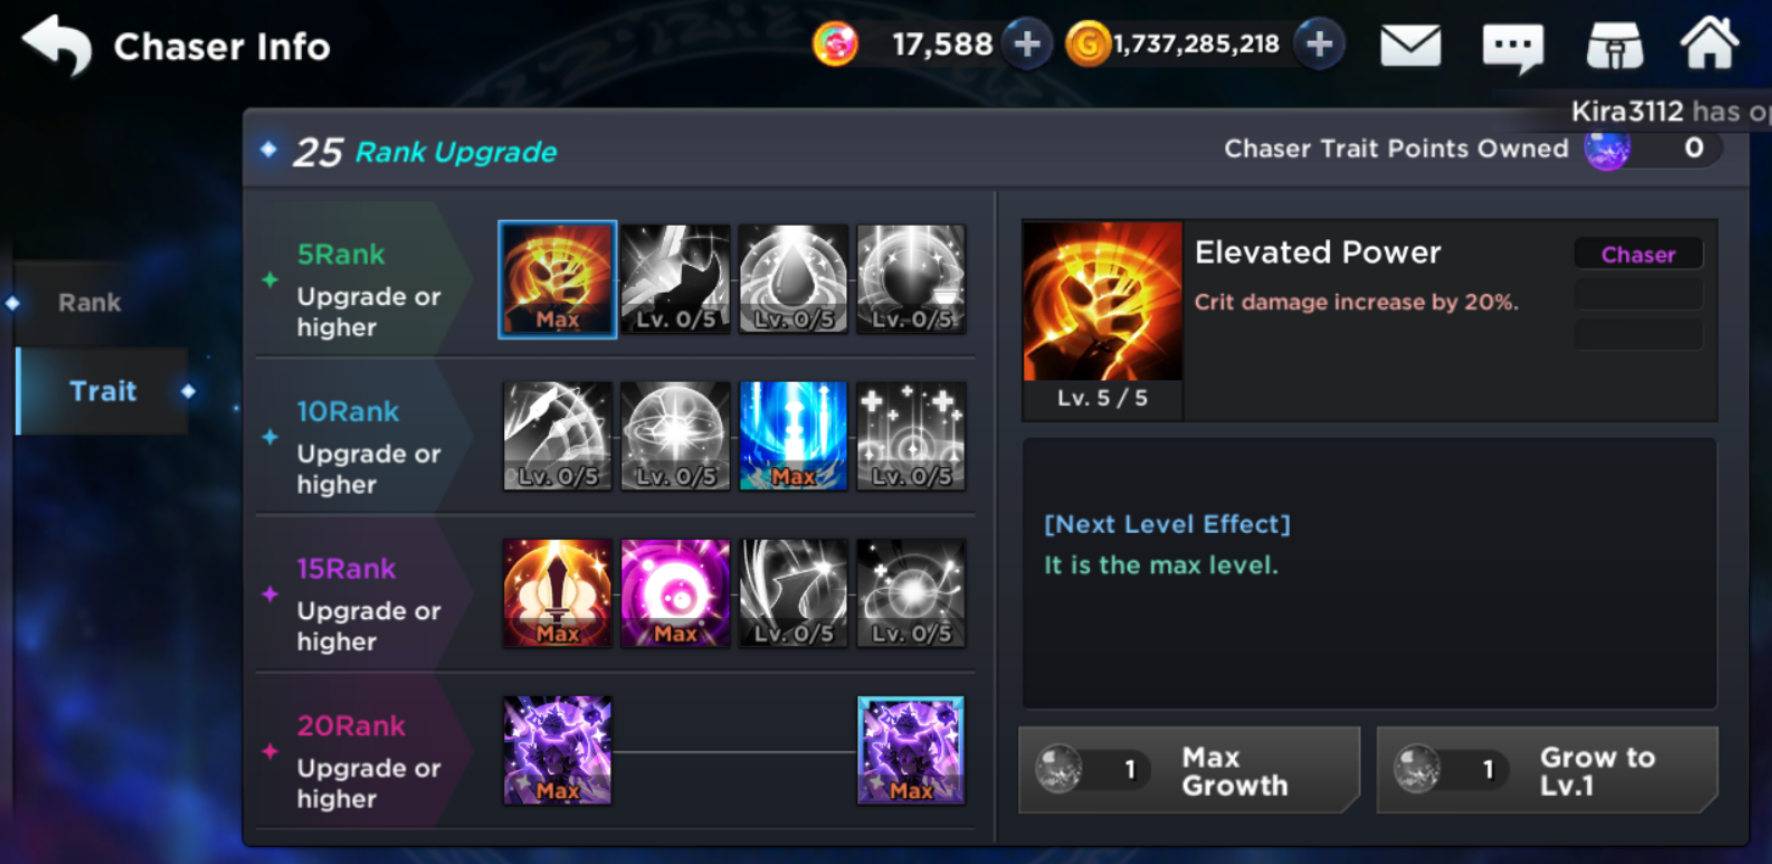 Chaser Info
17,588
G
1,737,285,218
Kira3112 has
25 Rank Upgrade
Chaser Trait Points Owned
0
Rank
Trait
5Rank
Upgrade or
higher
Max
Lv. 0/5
Lv. 0/5
Lv. 0/5
10Rank
Upgrade or
higher
Lv. 0/5
Lv. 0/5
Max
Lv. 0/5
15Rank
Upgrade or
higher
Max
Max
Lv. 0/5
Lv. 0/5
20Rank
Upgrade or
higher
Max
Max
Elevated Power
Chaser
Crit damage increase by 20%.
Lv. 5 / 5
[Next Level Effect]
It is the max level.
1
Max
Growth
1
Grow to
Lv.1